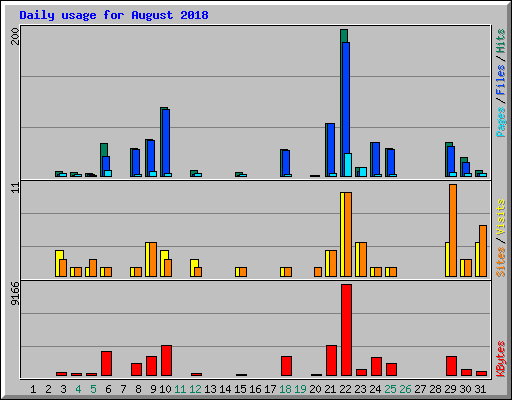 Daily usage for August 2018
200
Pages / Files / Hits
11
Sites / Visits
9166
KBytes
1 2 3 4 5 6 7 8 9 10 11 12 13 14 15 16 17 18 19 20 21 22 23 24 25 26 27 28 29 30 31